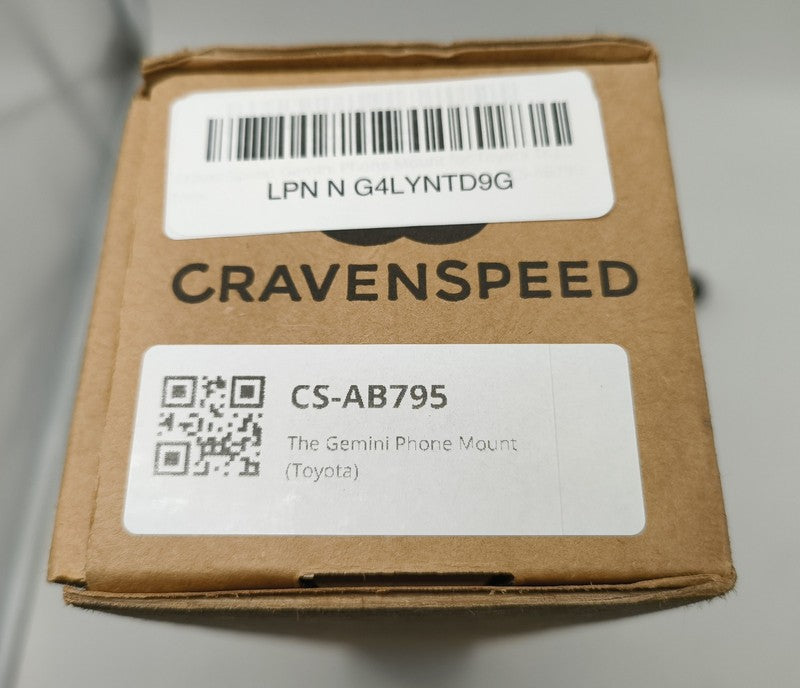 LPN N G4LYNTD9G
CRAVENSPEED
CS-AB795
The Gemini Phone Mount
(Toyota)